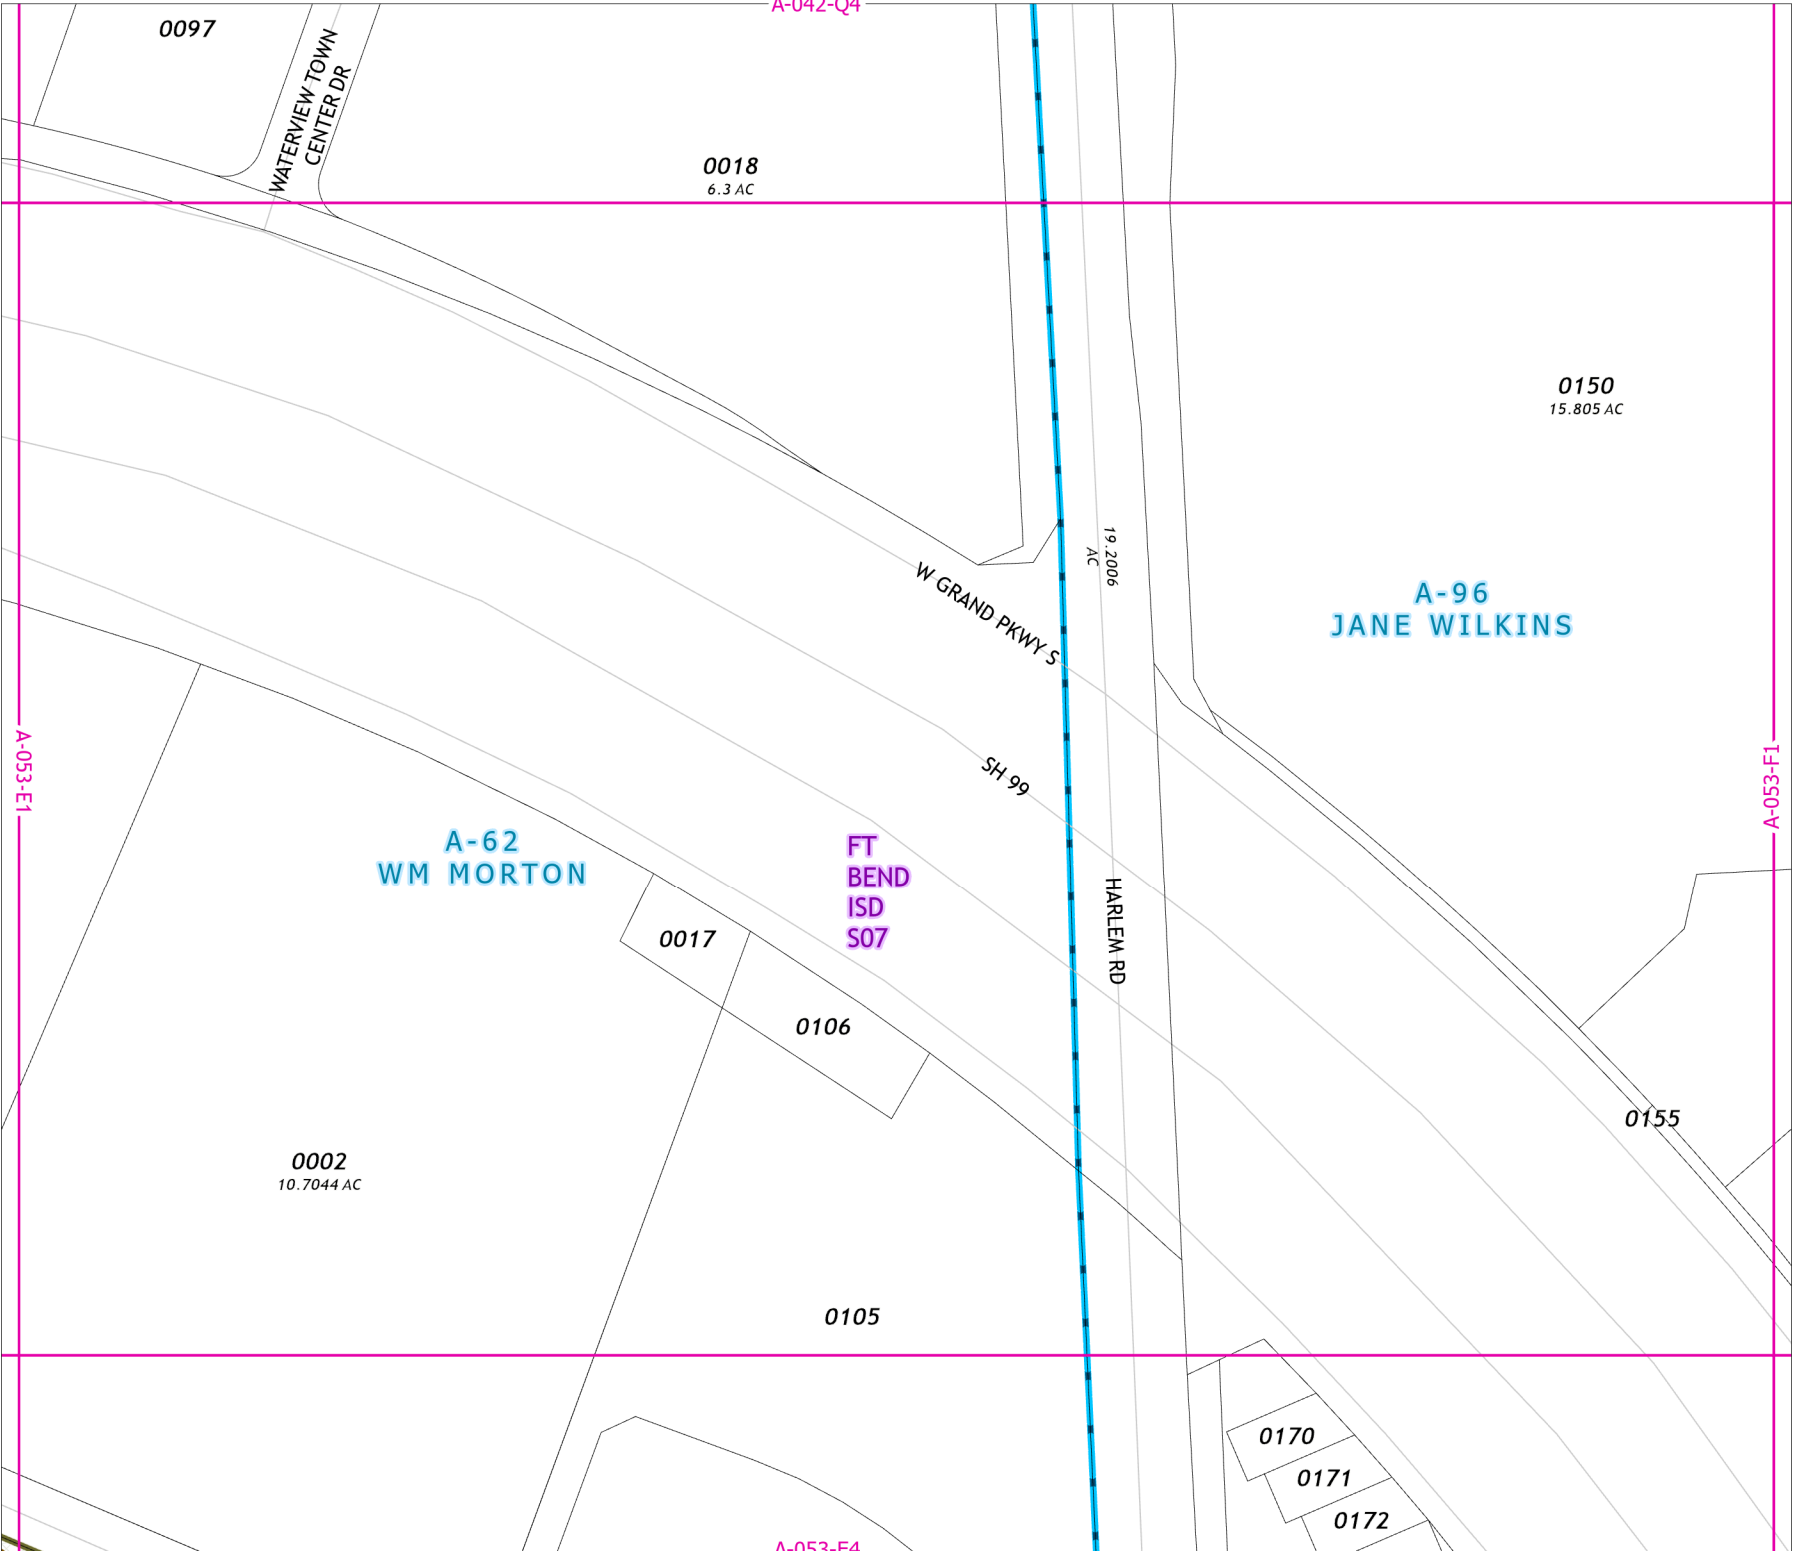 A-042-Q4
0097
WATERVIEW TOWN
CENTER DR
0018
6.3 AC
0150
15.805 AC
19.2006
AC
W GRAND PKWY S
A-96
JANE WILKINS
SH 99
A-053-E1
A-053-F1
A-62
WM MORTON
FT
BEND
ISD
S07
HARLEM RD
0017
0106
0155
0002
10.7044 AC
0105
0170
0171
0172